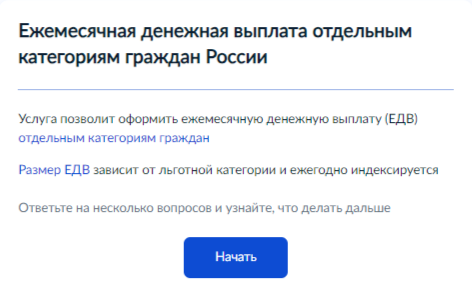 Ежемесячная денежная выплата отдельным
категориям граждан России
Услуга позволит оформить ежемесячную денежную выплату (ЕДВ)
отдельным категориям граждан
Размер ЕДВ зависит от льготной категории и ежегодно индексируется
Ответьте на несколько вопросов и узнайте, что делать дальше
Начать